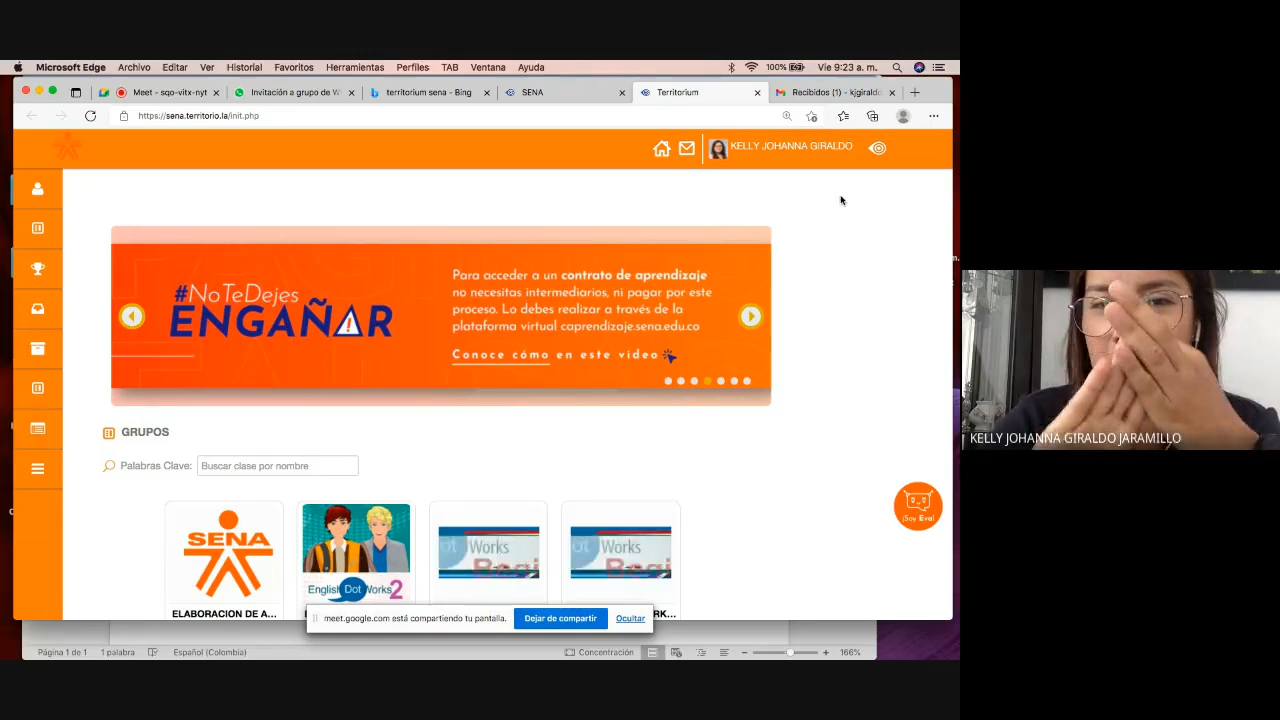 Microsoft Edge Archivo Editar Ver Historial Favoritos Herramientas Perfiles TAB Ventana Ayuda 100% Vie 9:23 a. m.
Meet - sqo-vitx-nyt Invitación a grupo de W territorium sena - Bing SENA Territorium Recibidos (1) - kjgiraldo
https://sena.territorio.la/init.php
KELLY JOHANNA GIRALDO
#NoTeDejes
ENGAÑAR
Para acceder a un contrato de aprendizaje
no necesitas intermediarios, ni pagar por este
proceso. Lo debes realizar a través de la
plataforma virtual caprendizaje.sena.edu.co
Conoce cómo en este video
GRUPOS
Palabras Clave: Buscar clase por nombre
SENA
English Dot Works 2
Works
Works
¡Soy Eva!
ELABORACION DE A...
meet.google.com está compartiendo tu pantalla. Dejar de compartir Ocultar
Página 1 de 1 1 palabra Español (Colombia) Concentración 166%
KELLY JOHANNA GIRALDO JARAMILLO